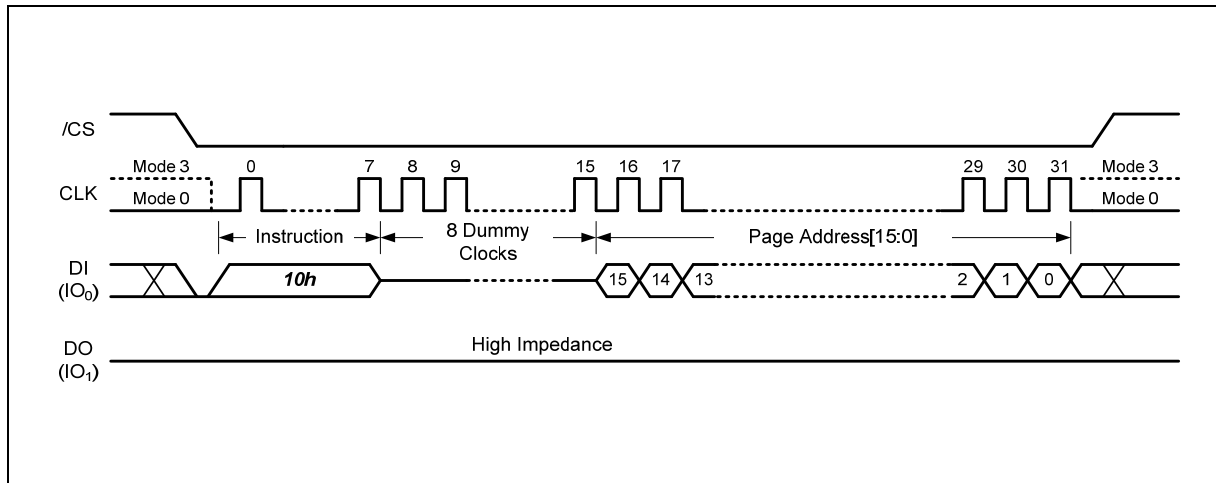 /CS
Mode 3 0 7 8 9 15 16 17 29 30 31 Mode 3
CLK
Mode 0 Mode 0
Instruction 8 Dummy Clocks Page Address[15:0]
DI (IO0) 10h 15 14 13 2 1 0
High Impedance
DO (IO1)